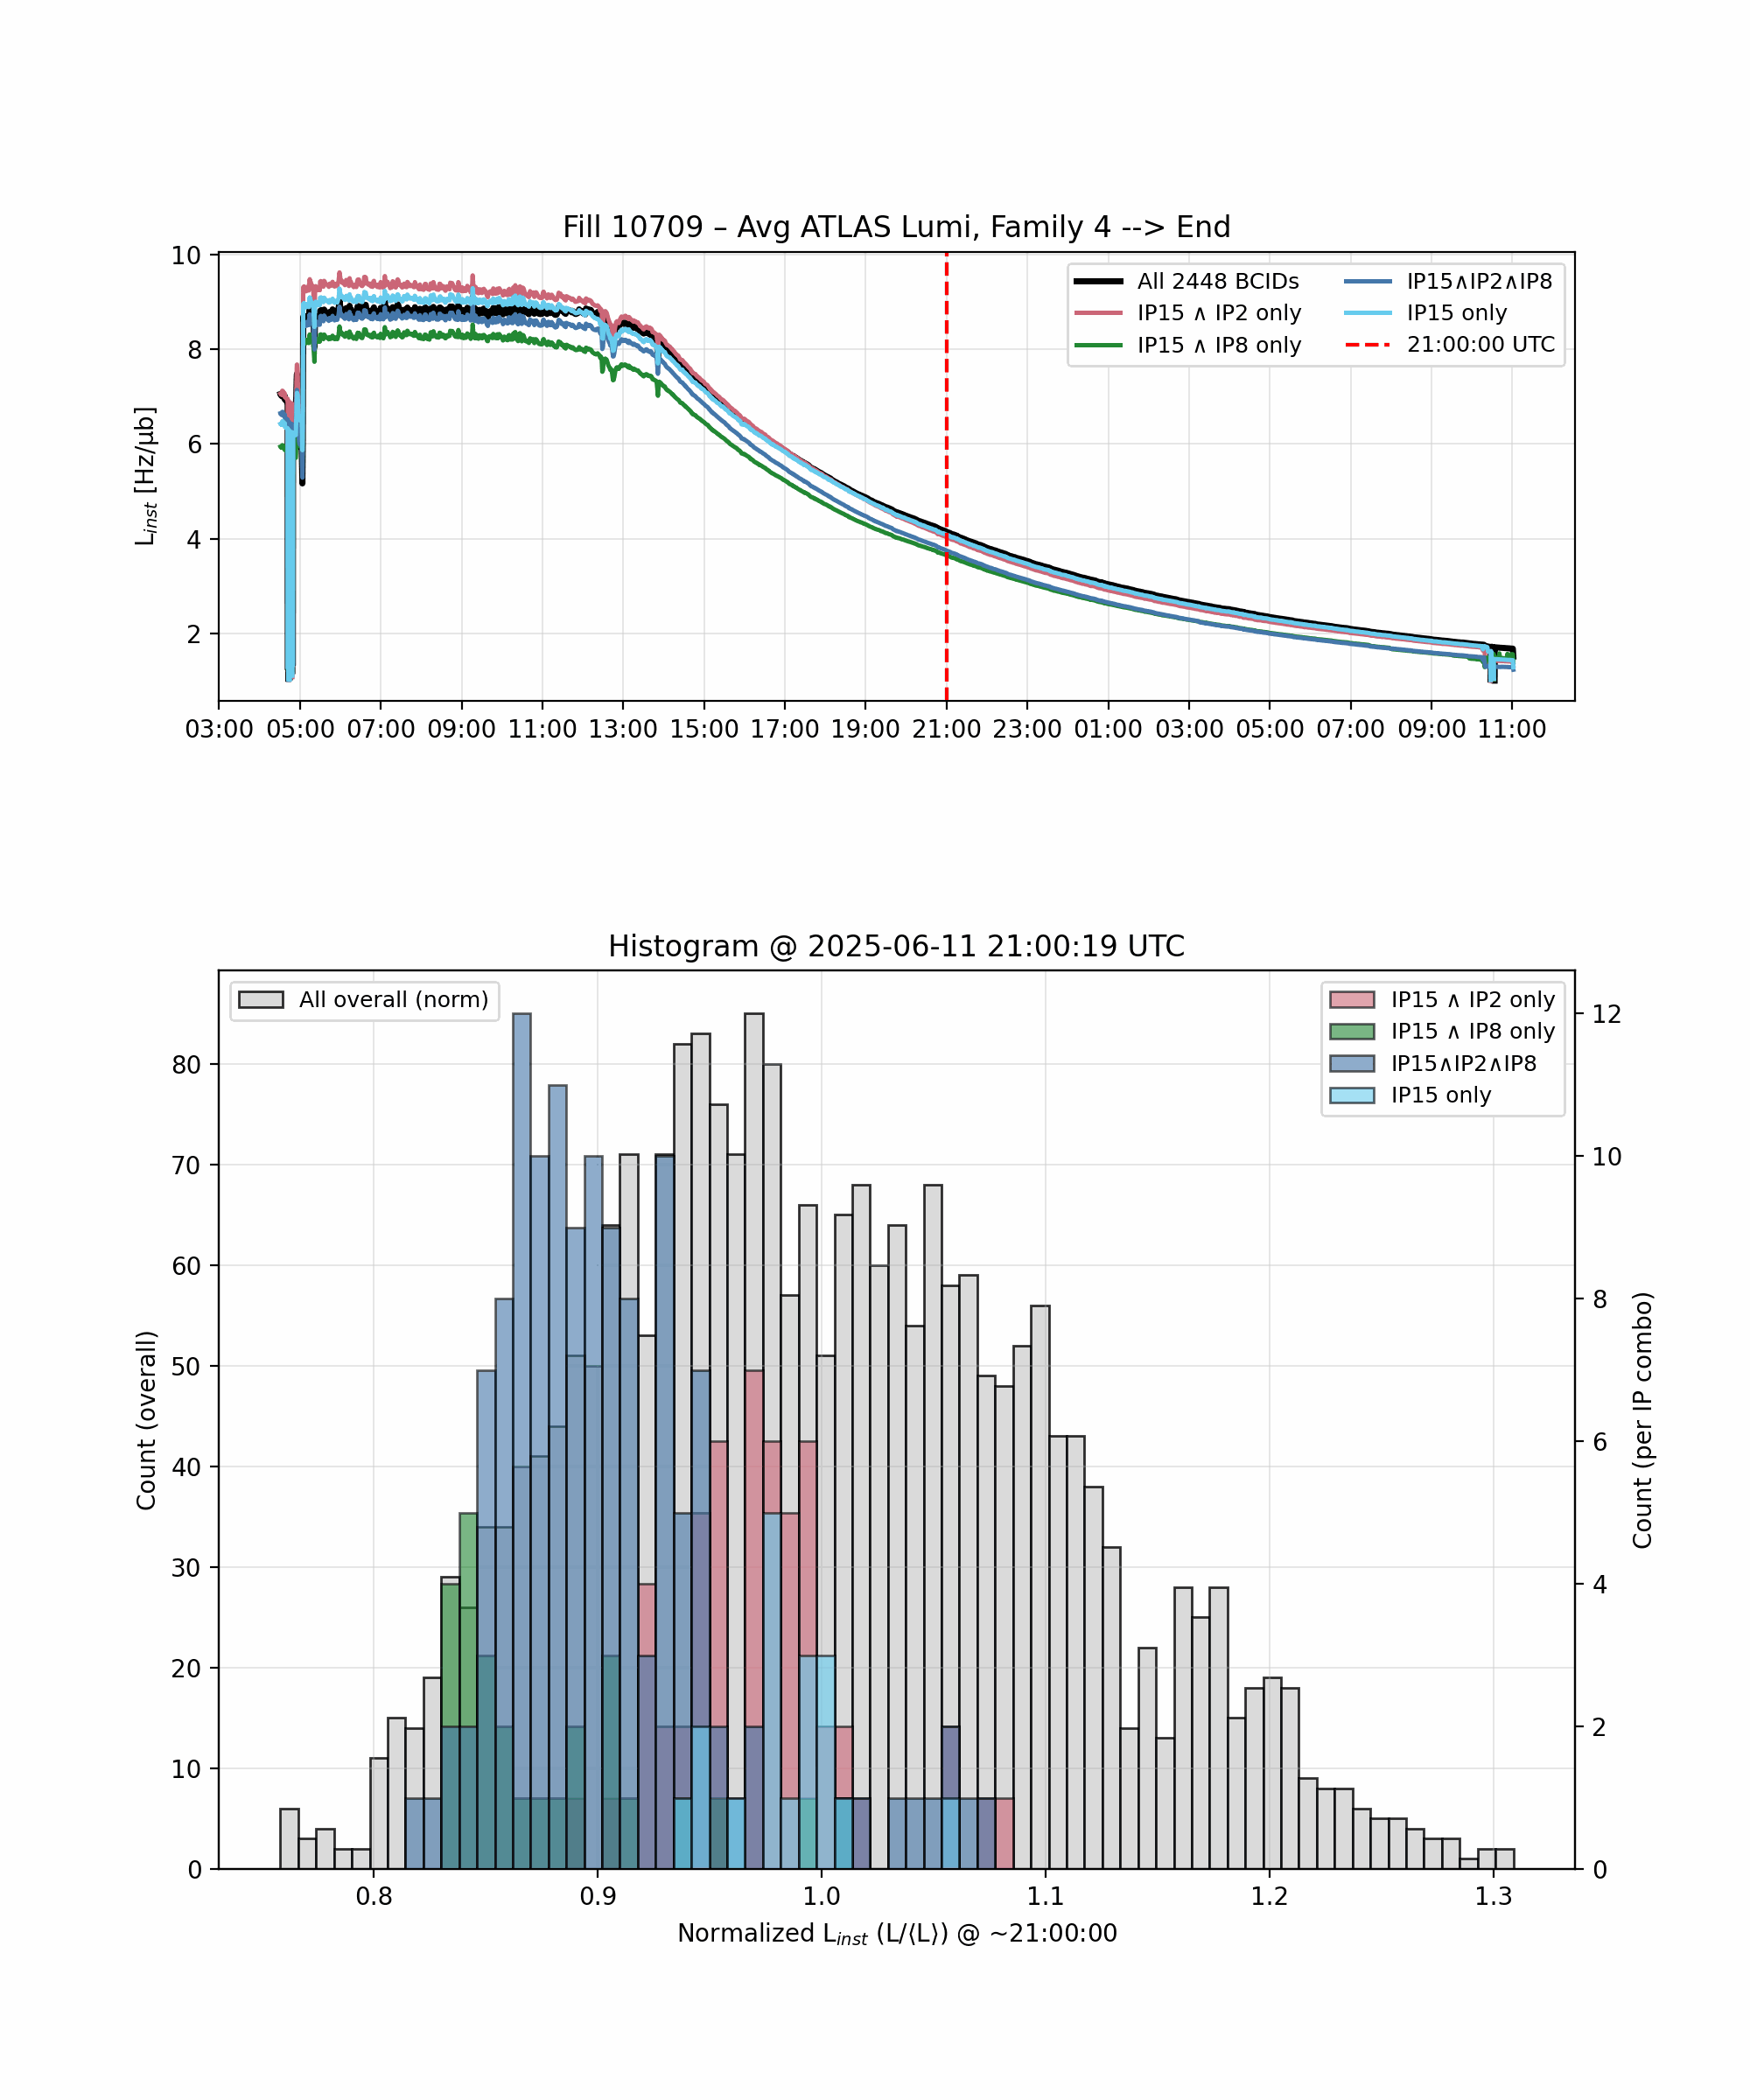 Fill 10709 – Avg ATLAS Lumi, Family 4 --> End
L_inst [Hz/µb]
10
8
6
4
2
All 2448 BCIDs
IP15 ∧ IP2 only
IP15 ∧ IP8 only
IP15∧IP2∧IP8
IP15 only
21:00:00 UTC
03:00 05:00 07:00 09:00 11:00 13:00 15:00 17:00 19:00 21:00 23:00 01:00 03:00 05:00 07:00 09:00 11:00
Histogram @ 2025-06-11 21:00:19 UTC
Count (overall)
80
70
60
50
40
30
20
10
0
All overall (norm)
IP15 ∧ IP2 only
IP15 ∧ IP8 only
IP15∧IP2∧IP8
IP15 only
12
10
8
6
4
2
0
Count (per IP combo)
0.8 0.9 1.0 1.1 1.2 1.3
Normalized L_inst (L/⟨L⟩) @ ~21:00:00